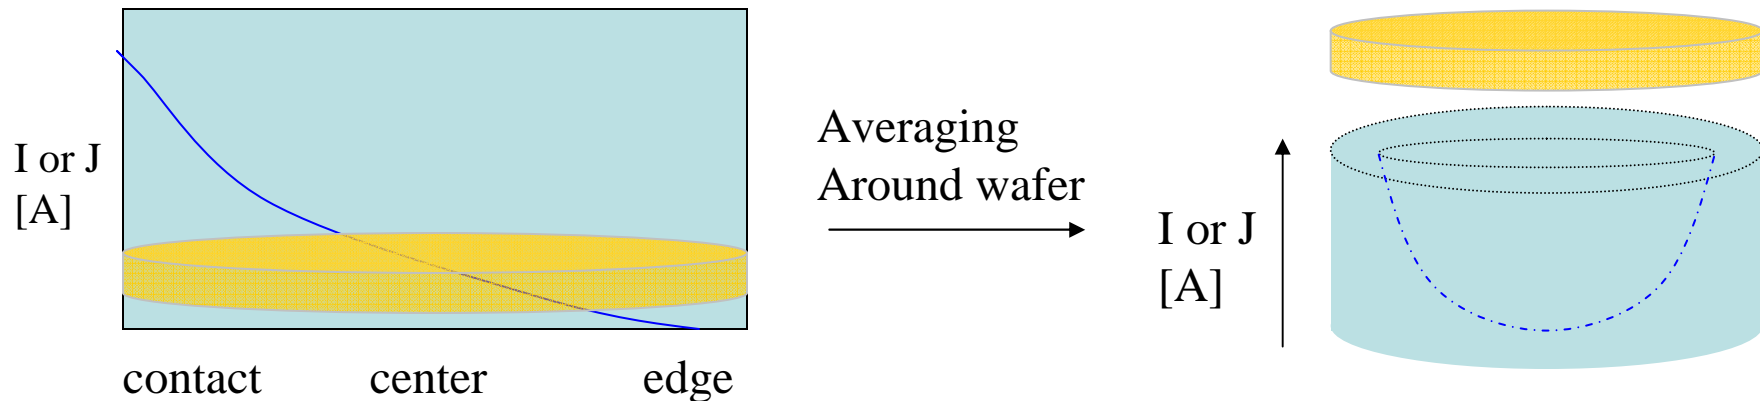 I or J
[A]
contact center edge
Averaging
Around wafer
I or J
[A]